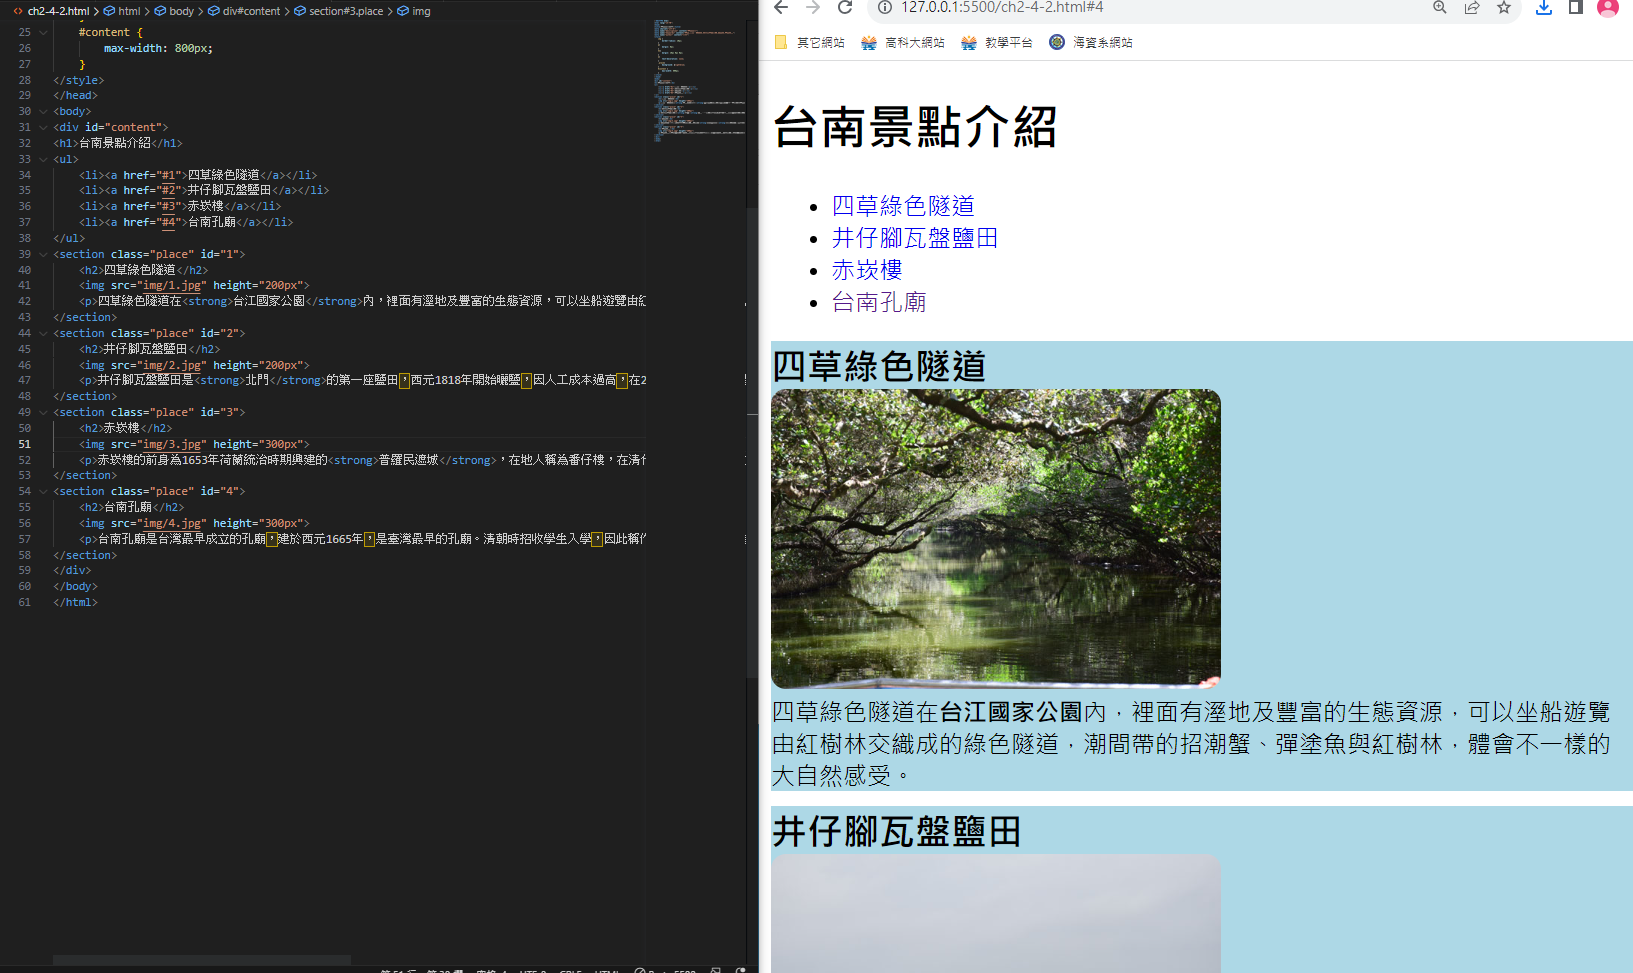 ch2-4-2.html > html > body > div#content > section#3.place > img
25 #content {
26 max-width: 800px;
27 }
28 </style>
29 </head>
30 <body>
31 <div id="content">
32 <h1>台南景點介紹</h1>
33 <ul>
34 <li><a href="#1">四草綠色隧道</a></li>
35 <li><a href="#2">井仔腳瓦盤鹽田</a></li>
36 <li><a href="#3">赤崁樓</a></li>
37 <li><a href="#4">台南孔廟</a></li>
38 </ul>
39 <section class="place" id="1">
40 <h2>四草綠色隧道</h2>
41 <img src="img/1.jpg" height="200px">
42 <p>四草綠色隧道在<strong>台江國家公園</strong>內，裡面有溼地及豐富的生態資源，可以坐船遊覽由紅
43 </section>
44 <section class="place" id="2">
45 <h2>井仔腳瓦盤鹽田</h2>
46 <img src="img/2.jpg" height="200px">
47 <p>井仔腳瓦盤鹽田是<strong>北門</strong>的第一座鹽田，西元1818年開始曬鹽，因人工成本過高，在2
48 </section>
49 <section class="place" id="3">
50 <h2>赤崁樓</h2>
51 <img src="img/3.jpg" height="300px">
52 <p>赤崁樓的前身為1653年荷蘭統治時期興建的<strong>普羅民遮城</strong>，在地人稱為番仔樓，在清
53 </section>
54 <section class="place" id="4">
55 <h2>台南孔廟</h2>
56 <img src="img/4.jpg" height="300px">
57 <p>台南孔廟是台灣最早成立的孔廟，建於西元1665年，是臺灣最早的孔廟。清朝時招收學生入學，因此稱
58 </section>
59 </div>
60 </body>
61 </html>
127.0.0.1:5500/ch2-4-2.html#4
其它網站 高科大網站 教學平台 海資系網站
台南景點介紹
四草綠色隧道
井仔腳瓦盤鹽田
赤崁樓
台南孔廟
四草綠色隧道
四草綠色隧道在台江國家公園內，裡面有溼地及豐富的生態資源，可以坐船遊覽
由紅樹林交織成的綠色隧道，潮間帶的招潮蟹、彈塗魚與紅樹林，體會不一樣的
大自然感受。
井仔腳瓦盤鹽田